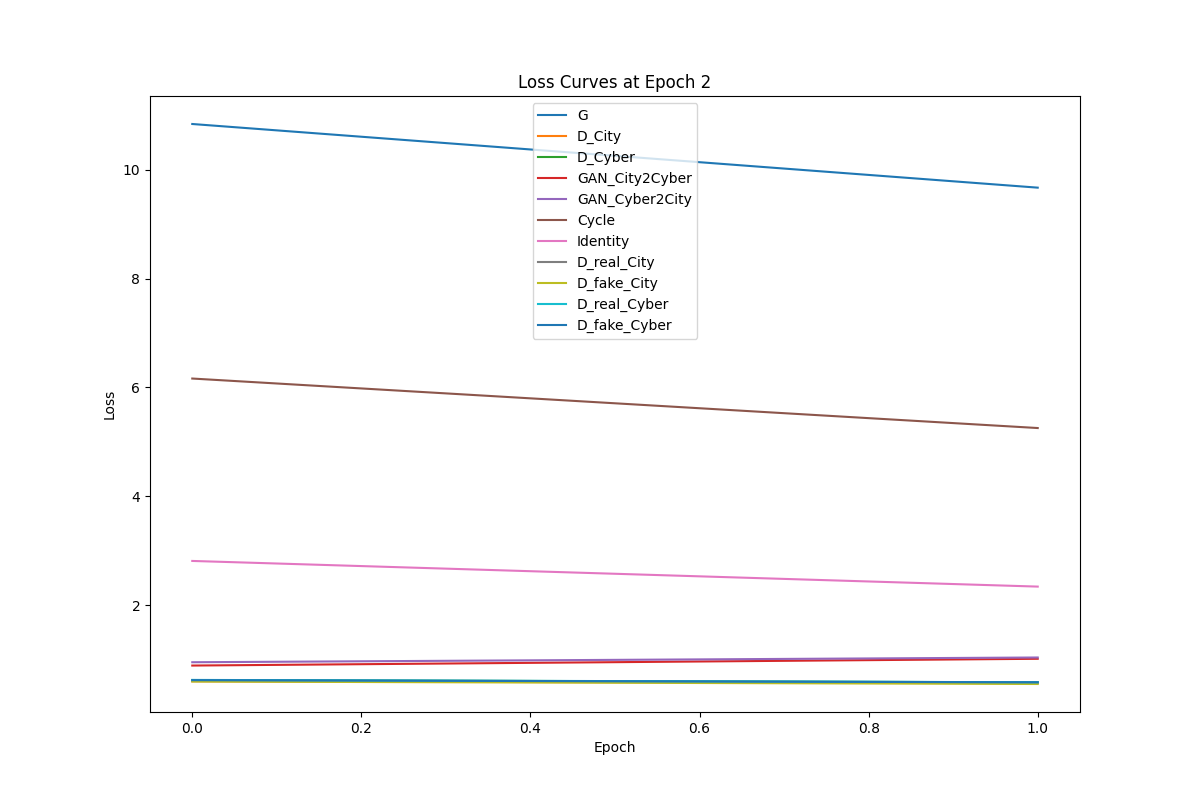 Loss Curves at Epoch 2
G
D_City
D_Cyber
GAN_City2Cyber
GAN_Cyber2City
Cycle
Identity
D_real_City
D_fake_City
D_real_Cyber
D_fake_Cyber
10
8
6
4
2
Loss
0.0 0.2 0.4 0.6 0.8 1.0
Epoch